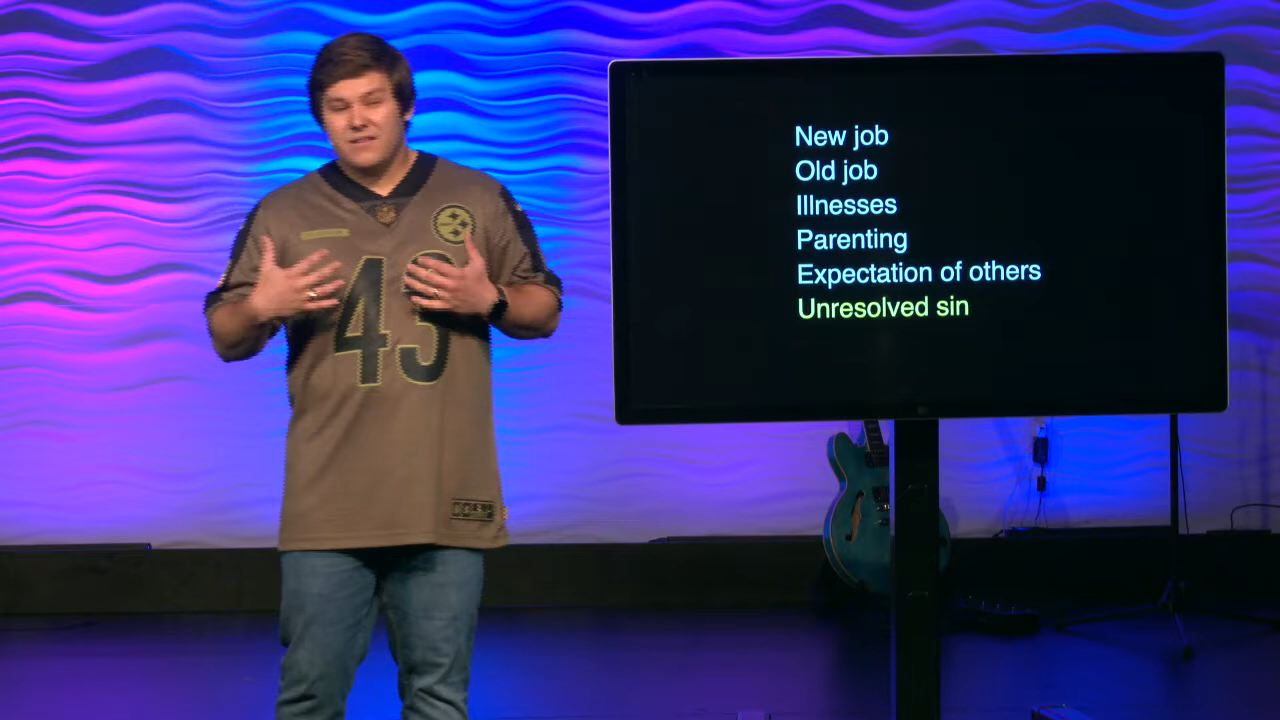 43
New job
Old job
Illnesses
Parenting
Expectation of others
Unresolved sin